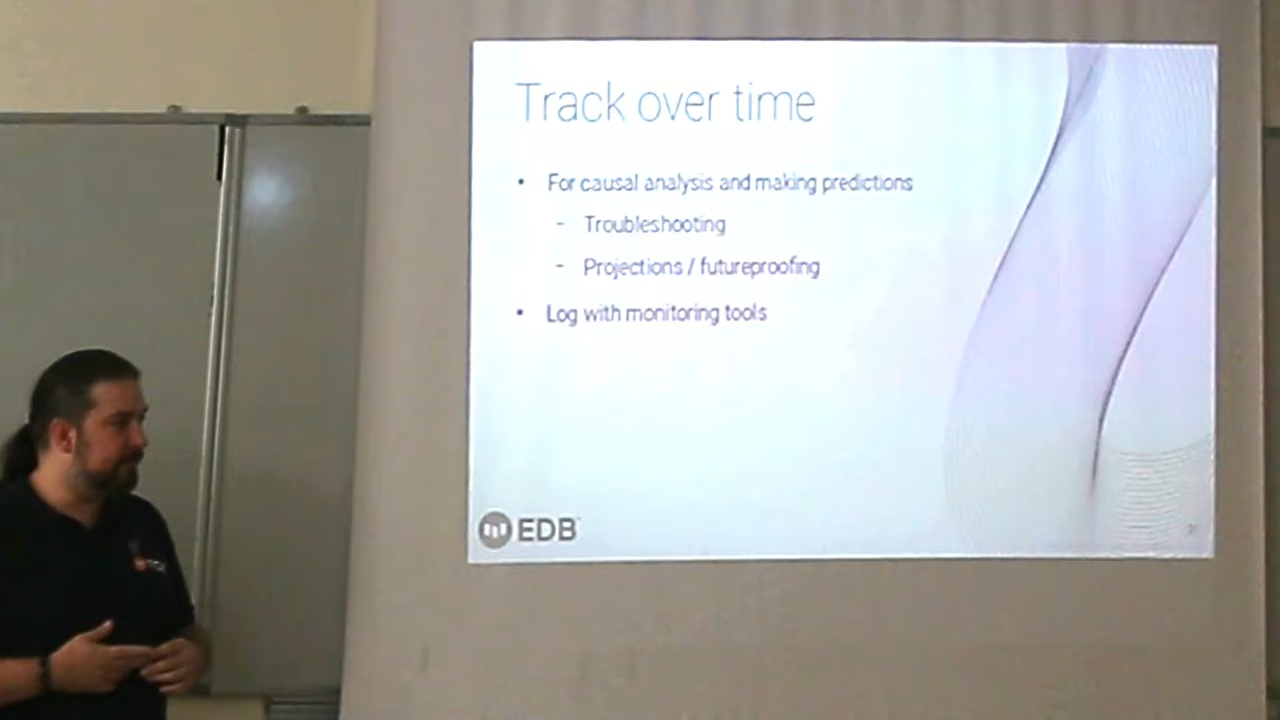 Track over time
• For causal analysis and making predictions
- Troubleshooting
- Projections / futureproofing
• Log with monitoring tools
EDB